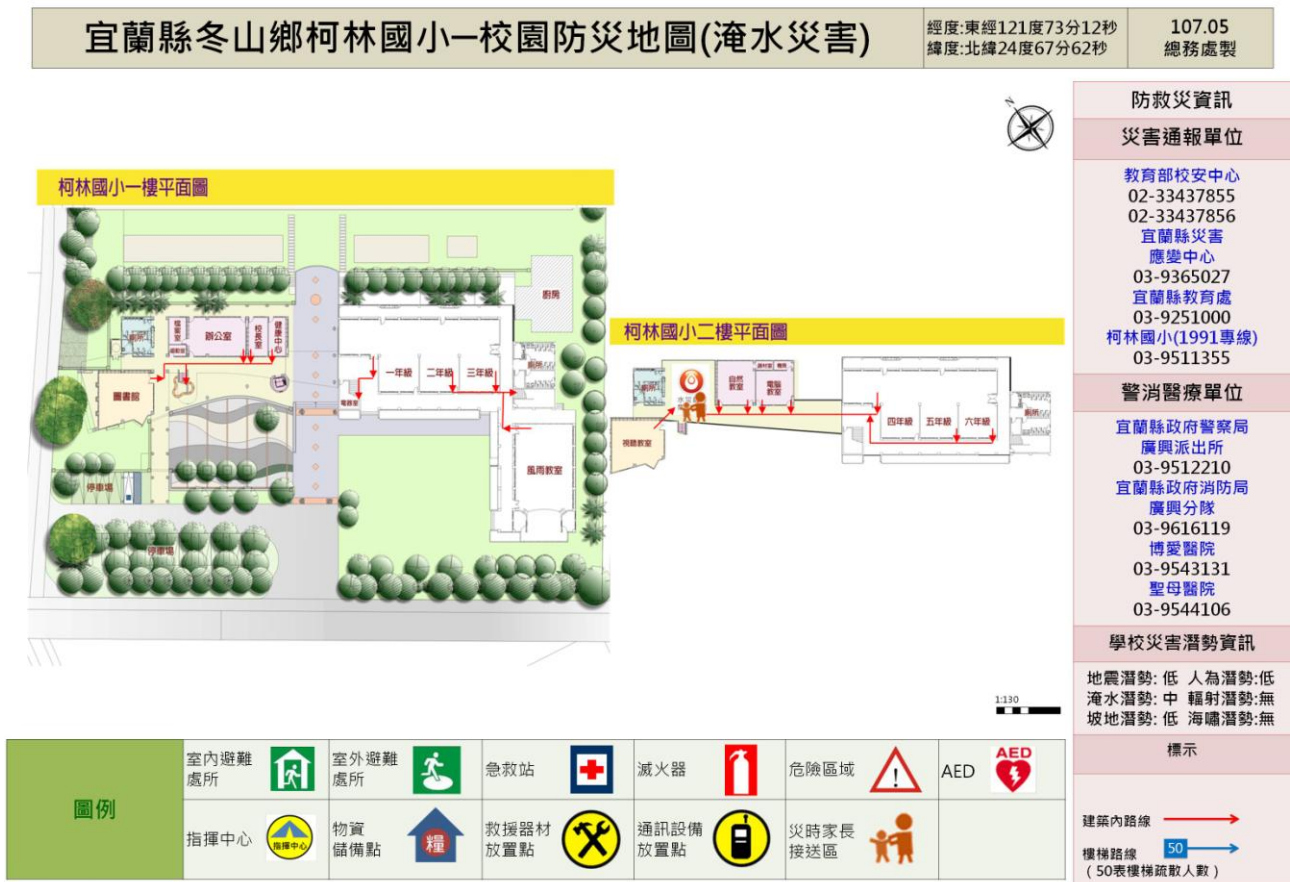 宜蘭縣冬山鄉柯林國小─校園防災地圖(淹水災害)
經度:東經121度73分12秒
緯度:北緯24度67分62秒
107.05
總務處製
N
柯林國小一樓平面圖
廚房
廁所
檔案室
辦公室
校長室
健康中心
圖書館
一年級
二年級
三年級
廁所
電器室
風雨教室
停車場
停車場
柯林國小二樓平面圖
廁所
自然
教室
電腦
教室
視聽教室
四年級
五年級
六年級
廁所
1:130
防救災資訊
災害通報單位
教育部校安中心
02-33437855
02-33437856
宜蘭縣災害
應變中心
03-9365027
宜蘭縣教育處
03-9251000
柯林國小(1991專線)
03-9511355
警消醫療單位
宜蘭縣政府警察局
廣興派出所
03-9512210
宜蘭縣政府消防局
廣興分隊
03-9616119
博愛醫院
03-9543131
聖母醫院
03-9544106
學校災害潛勢資訊
地震潛勢: 低 人為潛勢:低
淹水潛勢: 中 輻射潛勢:無
坡地潛勢: 低 海嘯潛勢:無
標示
建築內路線
樓梯路線 50
(50表樓梯疏散人數)
圖例
室內避難
處所
室外避難
處所
急救站
滅火器
危險區域
AED
AED
指揮中心
指揮中心
物資
儲備點
糧
救援器材
放置點
通訊設備
放置點
災時家長
接送區